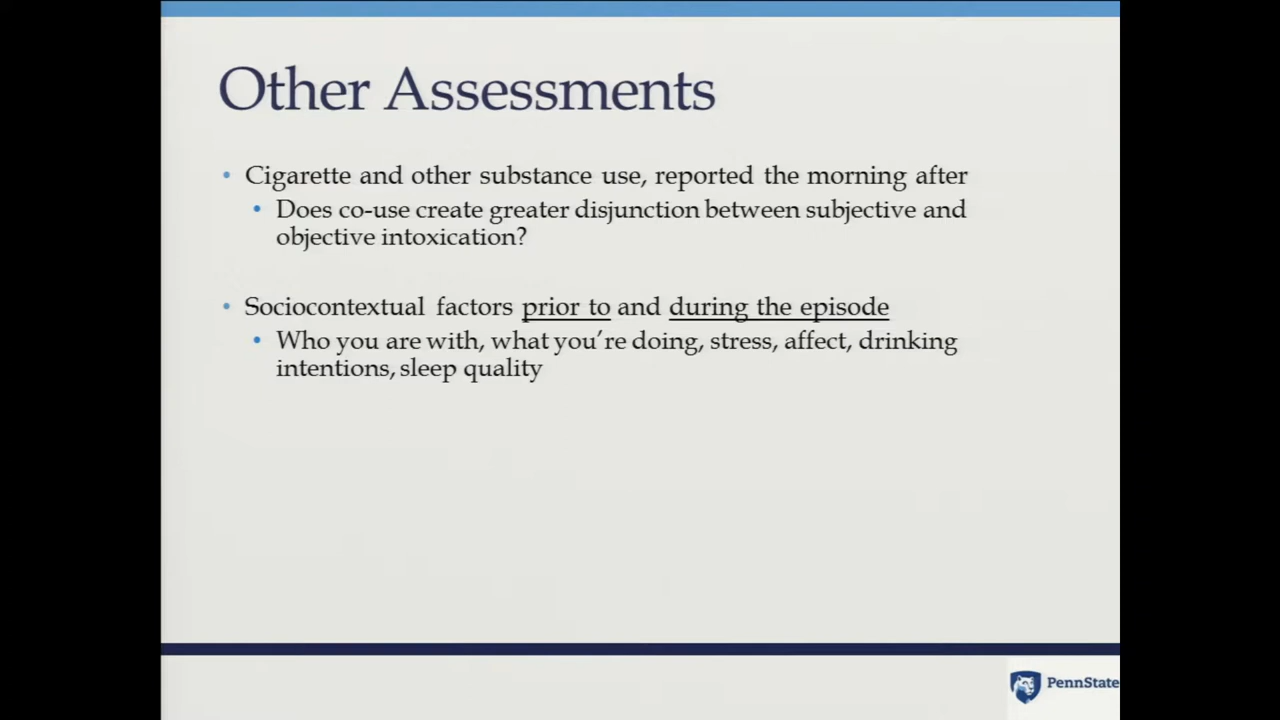 Other Assessments
• Cigarette and other substance use, reported the morning after
• Does co-use create greater disjunction between subjective and
objective intoxication?
• Sociocontextual factors prior to and during the episode
• Who you are with, what you're doing, stress, affect, drinking
intentions, sleep quality
PennState